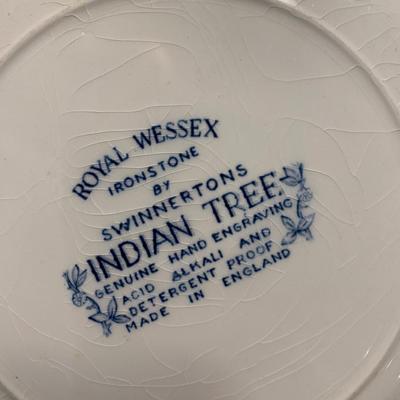 ROYAL WESSEX
IRONSTONE
BY
SWINNERTONS
INDIAN TREE
GENUINE HAND ENGRAVING
ACID ALKALI AND
DETERGENT PROOF
MADE IN ENGLAND